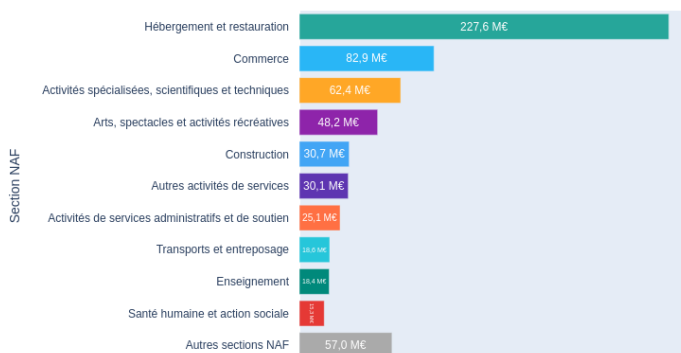 Hébergement et restauration
227,6 M€
Commerce
82,9 M€
Activités spécialisées, scientifiques et techniques
62,4 M€
Arts, spectacles et activités récréatives
48,2 M€
Construction
30,7 M€
Autres activités de services
30,1 M€
Activités de services administratifs et de soutien
25,1 M€
Transports et entreposage
18,6 M€
Enseignement
18,4 M€
Santé humaine et action sociale
Autres sections NAF
57,0 M€
Section NAF